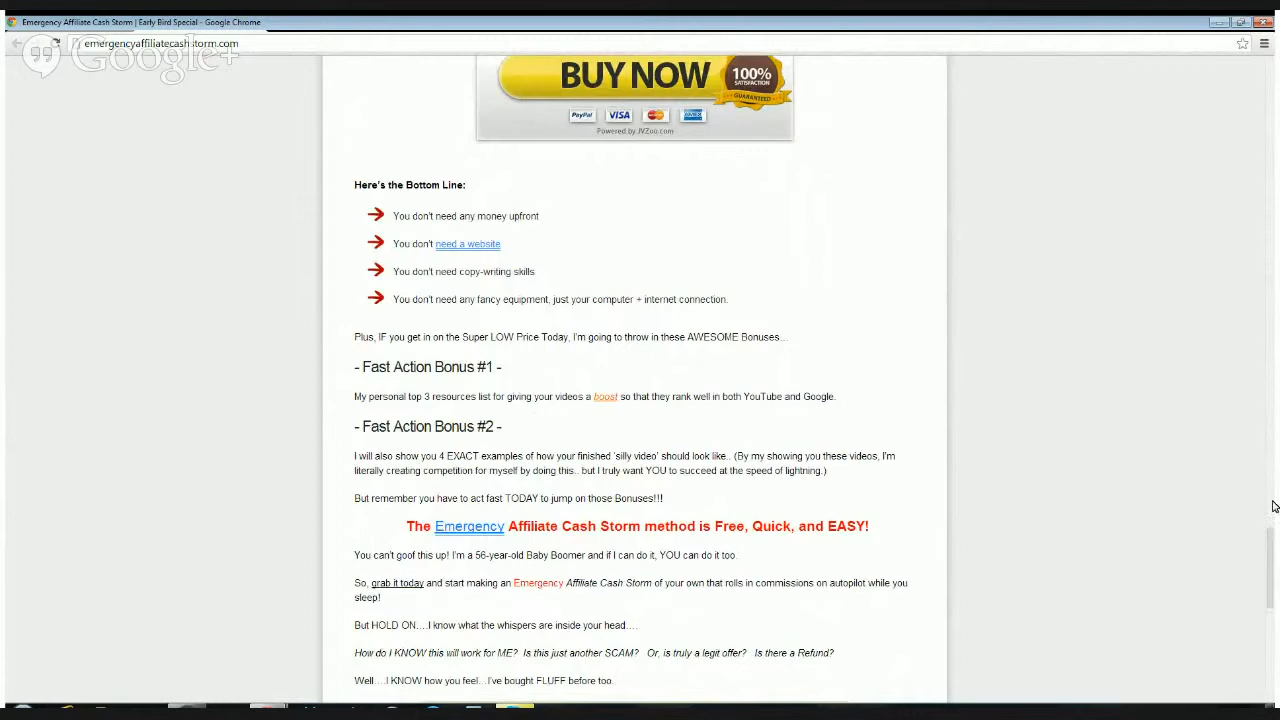 Emergency Affiliate Cash Storm | Early Bird Special - Google Chrome
emergencyaffiliatecashstorm.com
Google+
BUY NOW
100%
SATISFACTION
GUARANTEED
PayPal VISA MasterCard
Powered by JVZoo.com
Here's the Bottom Line:
You don't need any money upfront
You don't need a website
You don't need copy-writing skills
You don't need any fancy equipment, just your computer + internet connection.
Plus, IF you get in on the Super LOW Price Today, I'm going to throw in these AWESOME Bonuses…
- Fast Action Bonus #1 -
My personal top 3 resources list for giving your videos a boost so that they rank well in both YouTube and Google.
- Fast Action Bonus #2 -
I will also show you 4 EXACT examples of how your finished 'silly video' should look like.. (By my showing you these videos, I'm
literally creating competition for myself by doing this.. but I truly want YOU to succeed at the speed of lightning.)
But remember you have to act fast TODAY to jump on those Bonuses!!!
The Emergency Affiliate Cash Storm method is Free, Quick, and EASY!
You can't goof this up! I'm a 56-year-old Baby Boomer and if I can do it, YOU can do it too.
So, grab it today and start making an Emergency Affiliate Cash Storm of your own that rolls in commissions on autopilot while you
sleep!
But HOLD ON….I know what the whispers are inside your head….
How do I KNOW this will work for ME? Is this just another SCAM? Or, is truly a legit offer? Is there a Refund?
Well….I KNOW how you feel…I've bought FLUFF before too.